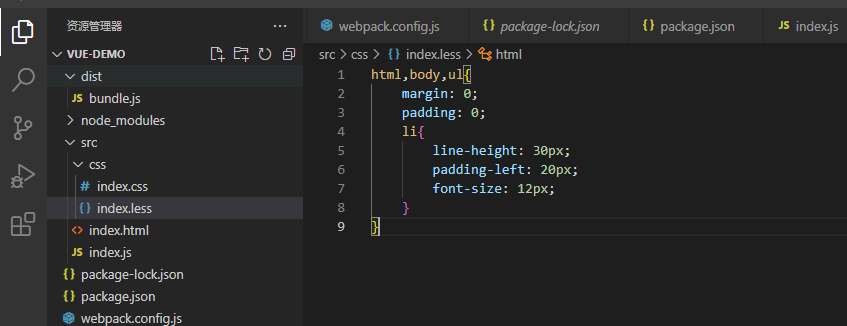 资源管理器 ...
VUE-DEMO
dist
JS bundle.js
node_modules
src
css
# index.css
{} index.less
<> index.html
JS index.js
{} package-lock.json
{} package.json
webpack.config.js
webpack.config.js {} package-lock.json {} package.json JS index.js
src > css > {} index.less > html
1 html,body,ul{
2 margin: 0;
3 padding: 0;
4 li{
5 line-height: 30px;
6 padding-left: 20px;
7 font-size: 12px;
8 }
9 }